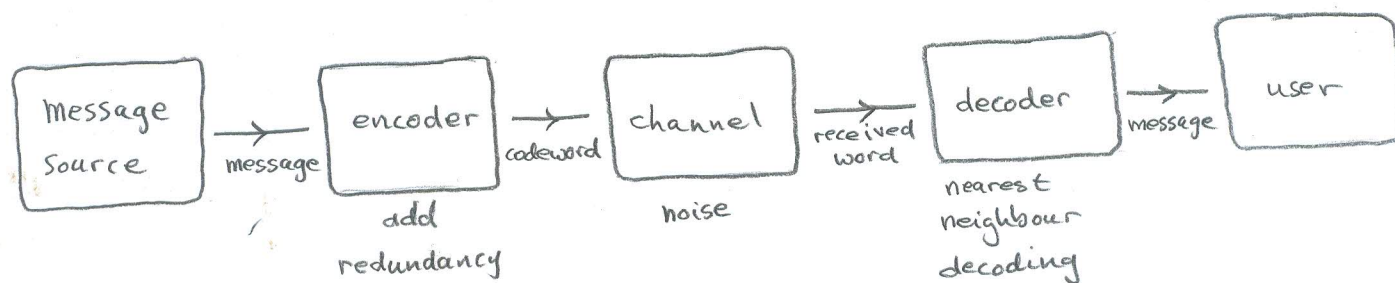 message
source
message
encoder
add
redundancy
codeword
channel
noise
received
word
decoder
nearest
neighbour
decoding
message
user